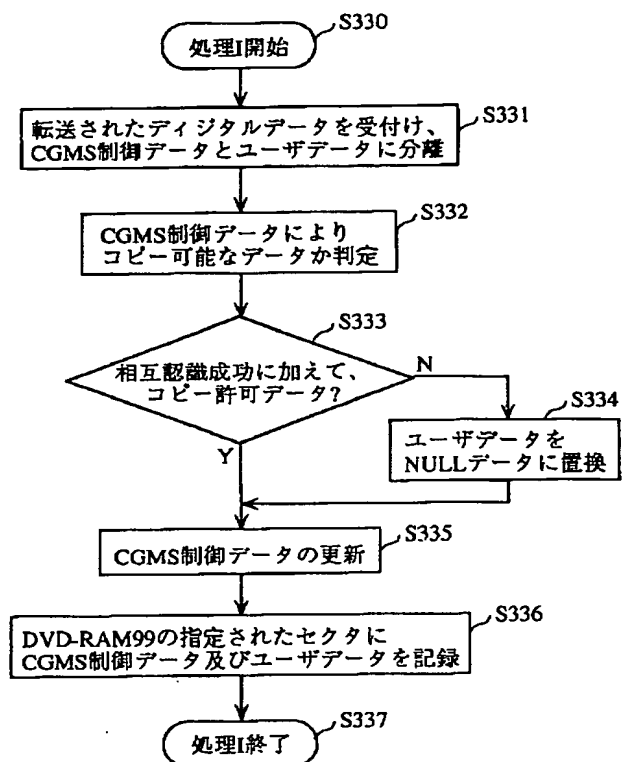 S330
処理I開始
S331
転送されたディジタルデータを受付け、
CGMS制御データとユーザデータに分離
S332
CGMS制御データにより
コピー可能なデータか判定
S333
相互認識成功に加えて、
コピー許可データ?
N
S334
ユーザデータを
NULLデータに置換
Y
S335
CGMS制御データの更新
S336
DVD-RAM99の指定されたセクタに
CGMS制御データ及びユーザデータを記録
S337
処理I終了